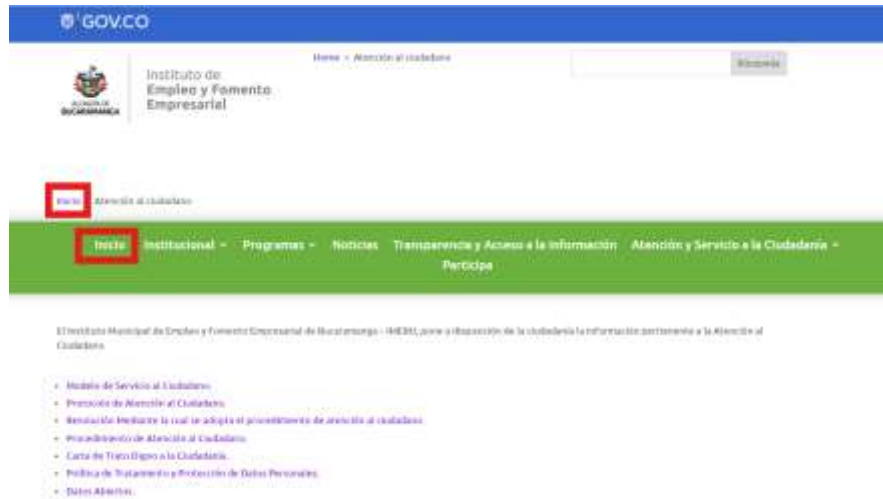 GOV.CO
Home » Atención al ciudadano
Búsqueda
Instituto de
Empleo y Fomento
Empresarial
ALCALDÍA DE
BUCARAMANGA
Inicio Atención al ciudadano
Inicio Institucional Programas Noticias Transparencia y Acceso a la Información Atención y Servicio a la Ciudadanía
Participa
El Instituto Municipal de Empleo y Fomento Empresarial de Bucaramanga – IMEBU, pone a disposición de la ciudadanía la información pertinente a la Atención al
Ciudadano.
Modelo de Servicio al Ciudadano.
Protocolo de Atención al Ciudadano.
Resolución Mediante la cual se adopta el procedimiento de atención al ciudadano.
Procedimiento de Atención al Ciudadano.
Carta de Trato Digno a la Ciudadanía.
Política de Tratamiento y Protección de Datos Personales.
Datos Abiertos.